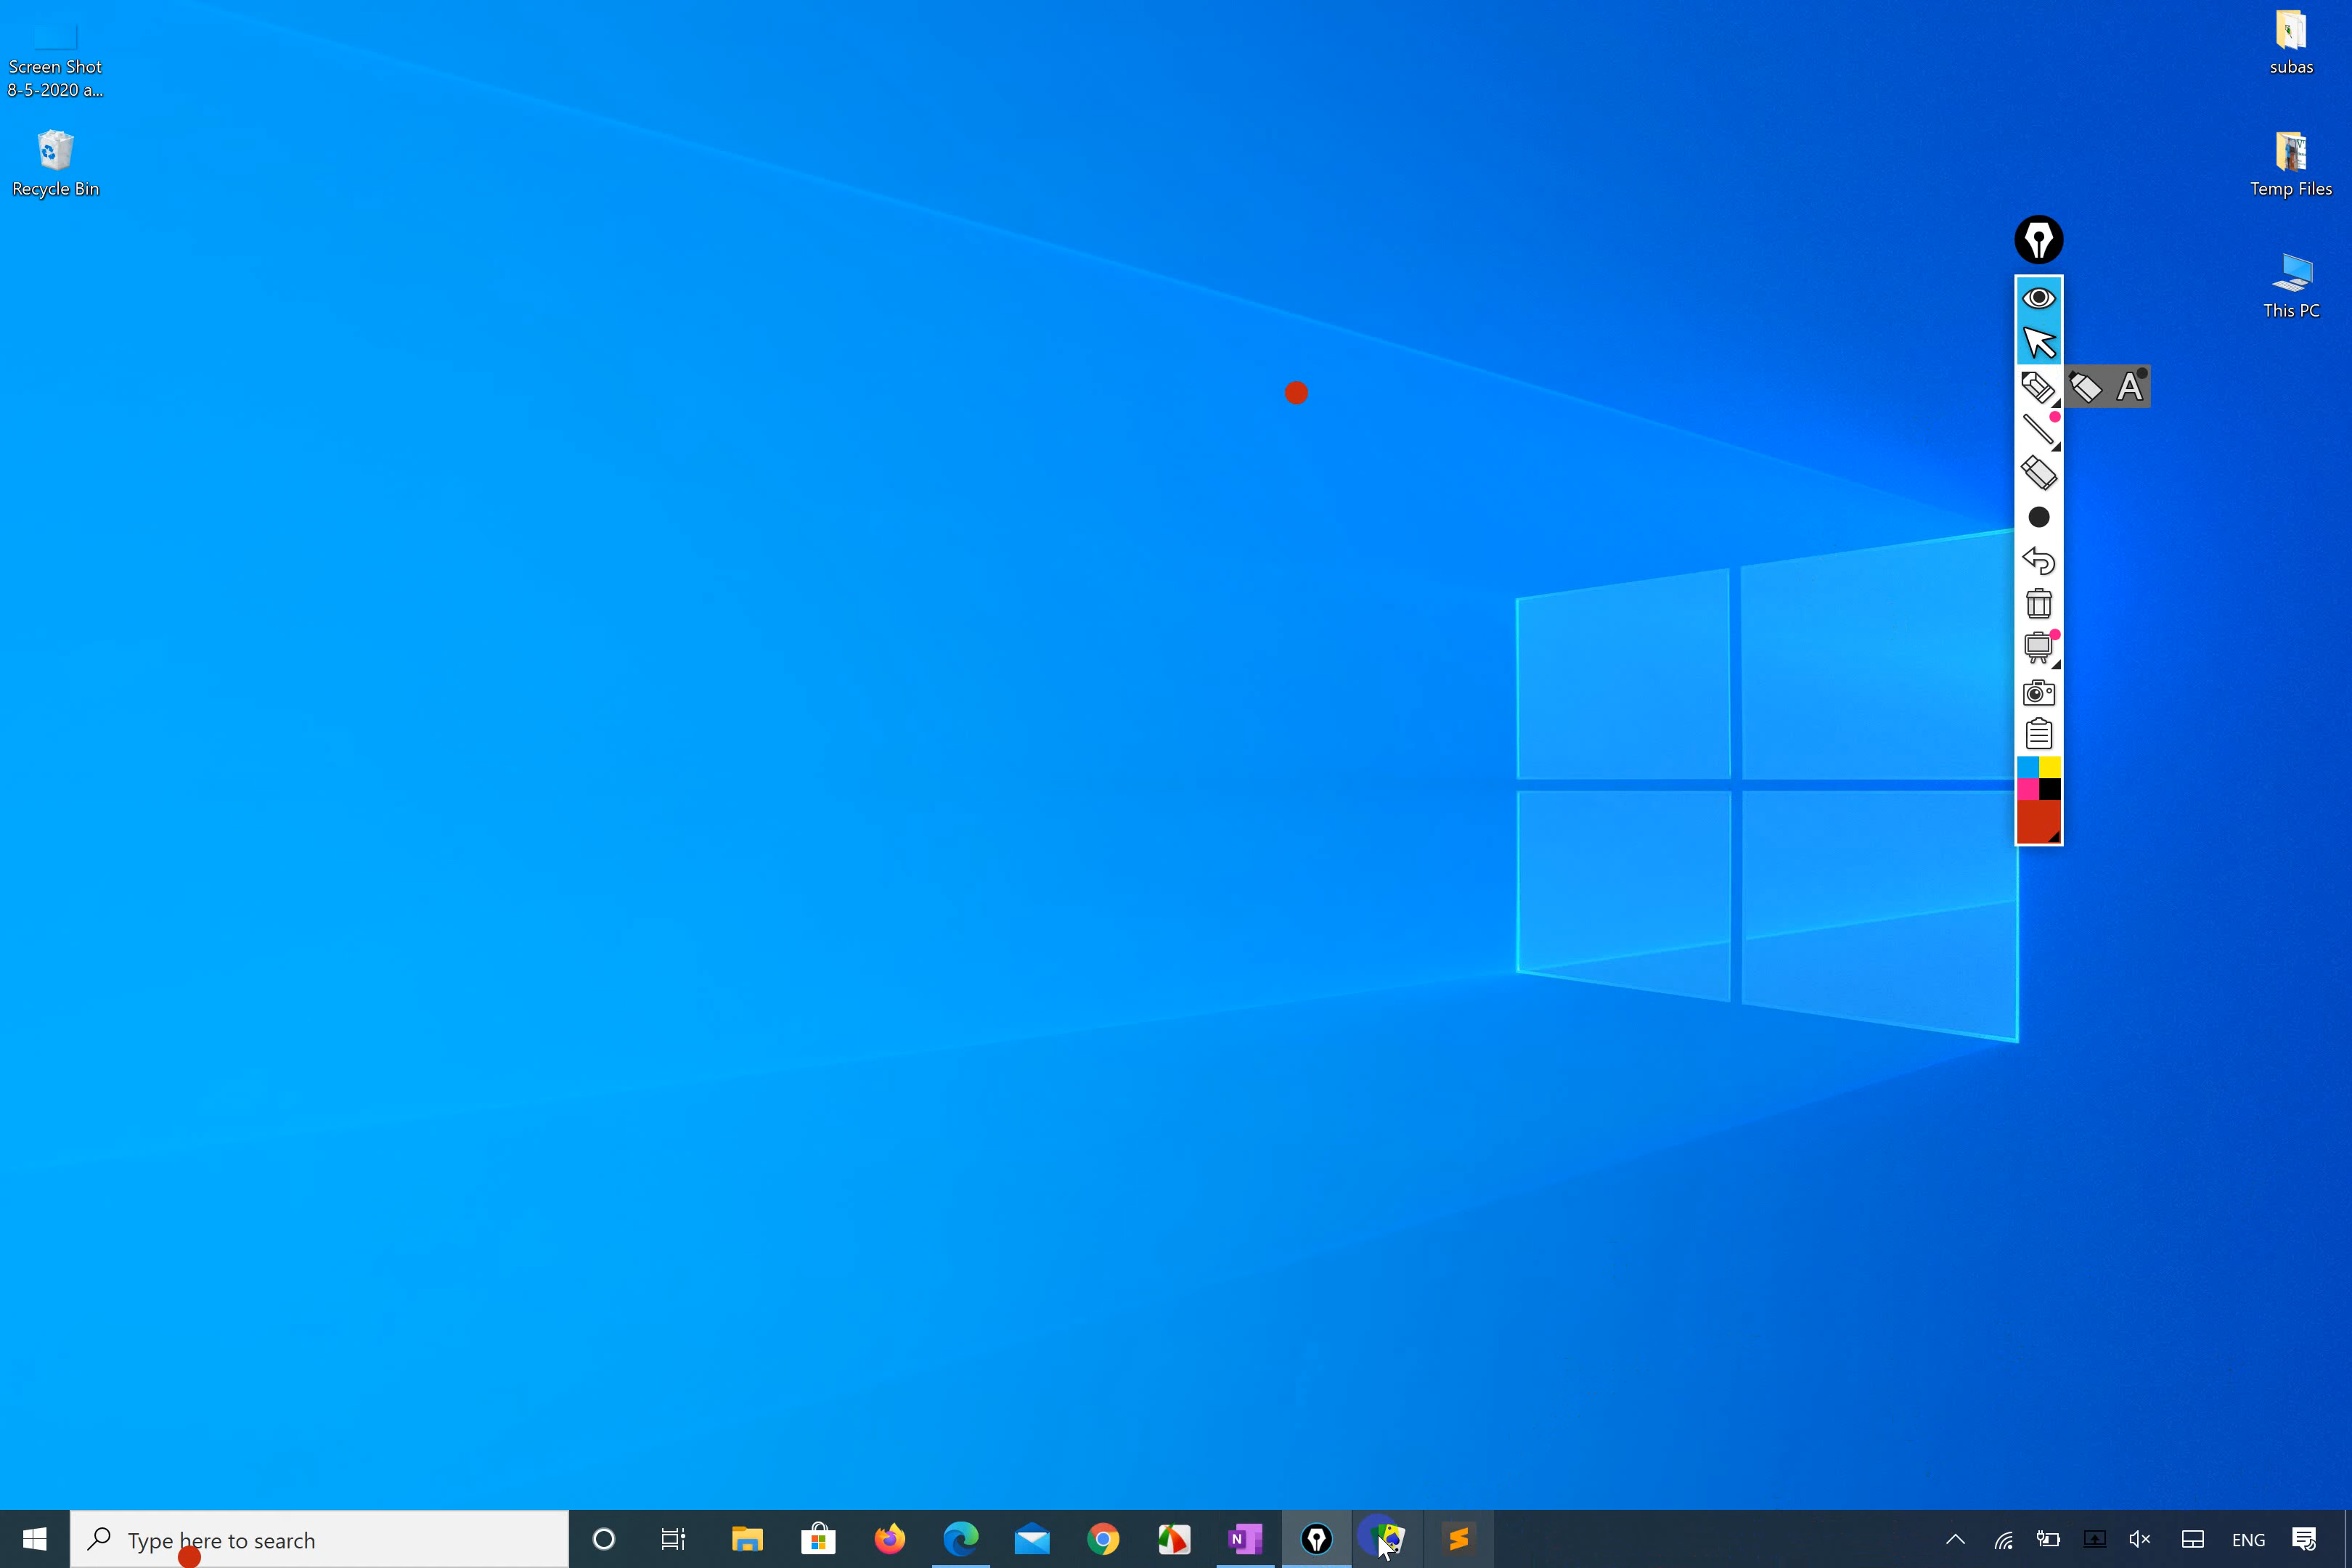 Screen Shot
8-5-2020 a...
Recycle Bin
subas
Temp Files
This PC
A
Type here to search
N
ENG